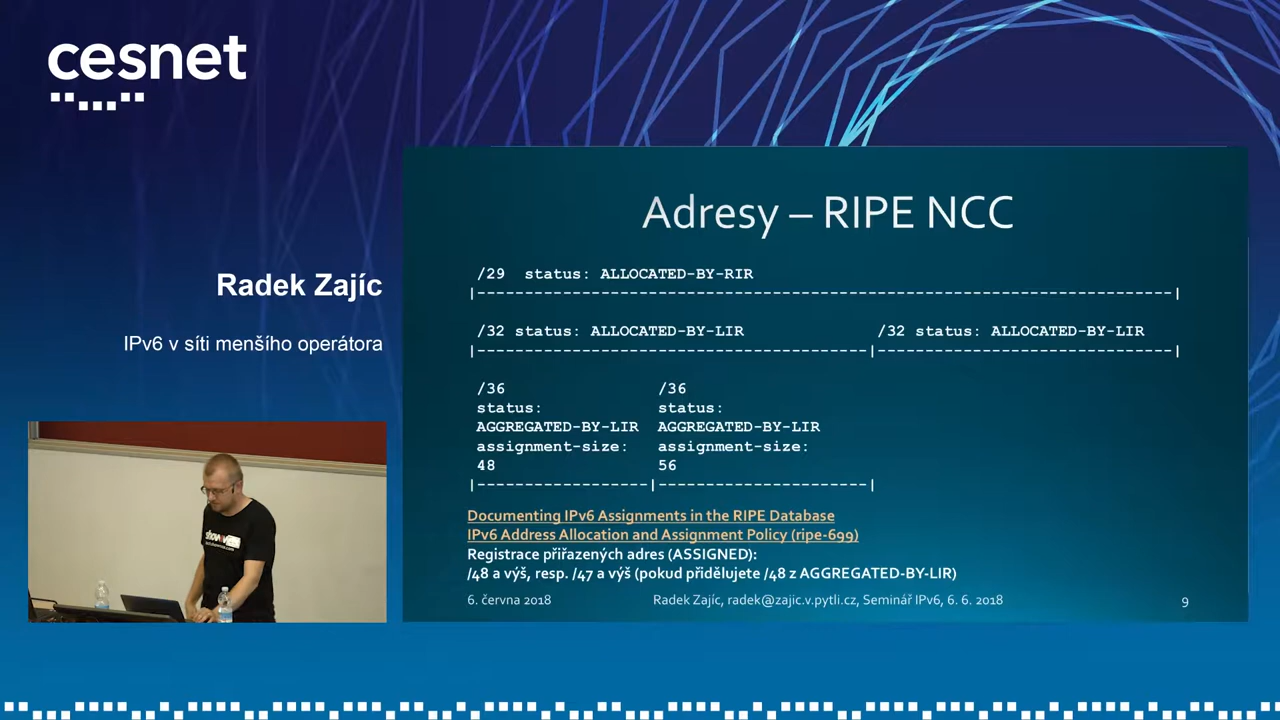 cesnet
Radek Zajíc
IPv6 v síti menšího operátora
Adresy – RIPE NCC
/29  status: ALLOCATED-BY-RIR
|-------------------------------------------------------------------------|
/32 status: ALLOCATED-BY-LIR /32 status: ALLOCATED-BY-LIR
|-----------------------------------------|-------------------------------|
/36 /36
status: status:
AGGREGATED-BY-LIR AGGREGATED-BY-LIR
assignment-size: assignment-size:
48 56
|------------------|----------------------|
Documenting IPv6 Assignments in the RIPE Database
IPv6 Address Allocation and Assignment Policy (ripe-699)
Registrace přiřazených adres (ASSIGNED):
/48 a výš, resp. /47 a výš (pokud přidělujete /48 z AGGREGATED-BY-LIR)
6. června 2018 Radek Zajíc, radek@zajic.v.pytli.cz, Seminář IPv6, 6. 6. 2018 9